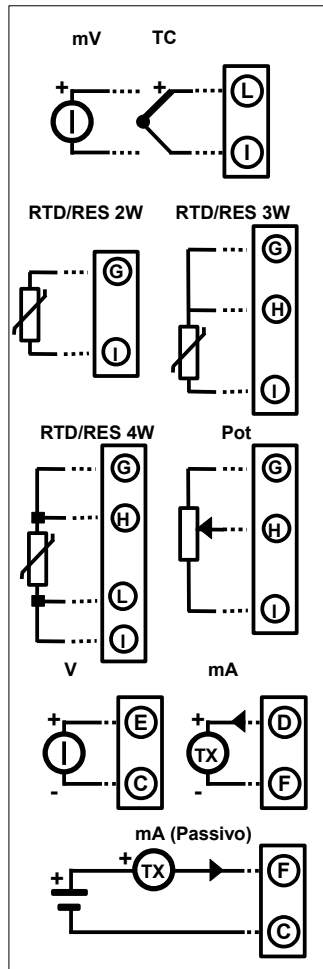 mV TC
+ + L
I
RTD/RES 2W RTD/RES 3W
G G
H
I I
RTD/RES 4W Pot
G G
H H
L
I I
V mA
+ E + D
TX
- C - F
mA (Passivo)
+ + TX F
C